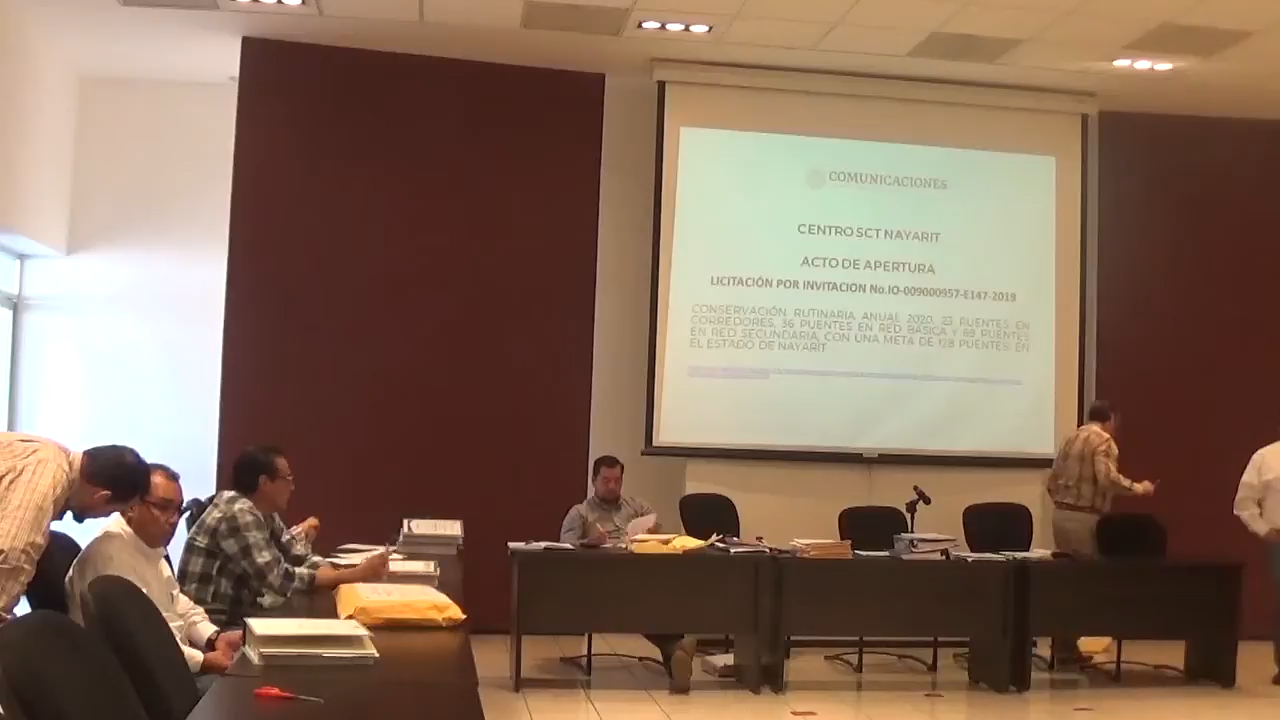 COMUNICACIONES
CENTRO SCT NAYARIT
ACTO DE APERTURA
LICITACIÓN POR INVITACION No.IO-009000957-E147-2019
CONSERVACIÓN RUTINARIA ANUAL 2020, 23 PUENTES EN
CORREDORES, 36 PUENTES EN RED BÁSICA Y 69 PUENTES
EN RED SECUNDARIA, CON UNA META DE 128 PUENTES; EN
EL ESTADO DE NAYARIT